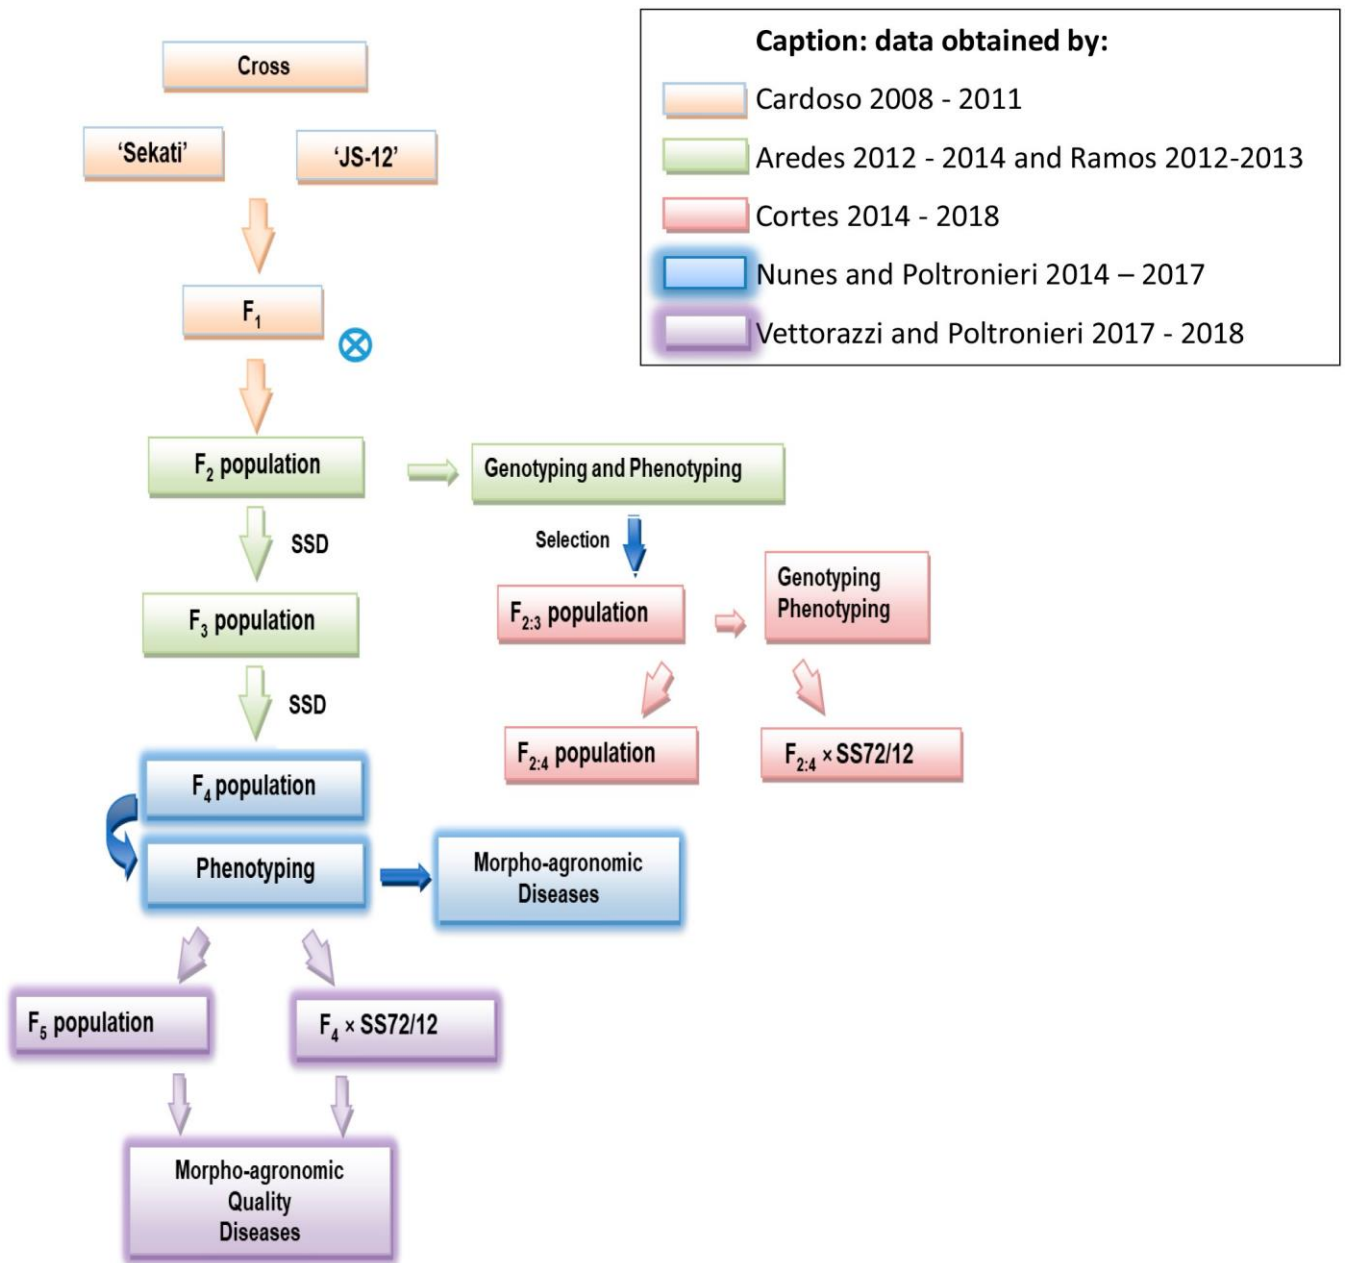 Cross
‘Sekati’
‘JS-12’
F1
F2 population
Genotyping and Phenotyping
SSD
Selection
F3 population
F2:3 population
Genotyping
Phenotyping
SSD
F2:4 population
F2:4 × SS72/12
F4 population
Phenotyping
Morpho-agronomic
Diseases
F5 population
F4 × SS72/12
Morpho-agronomic
Quality
Diseases
Caption: data obtained by:
Cardoso 2008 - 2011
Aredes 2012 - 2014 and Ramos 2012-2013
Cortes 2014 - 2018
Nunes and Poltronieri 2014 – 2017
Vettorazzi and Poltronieri 2017 - 2018